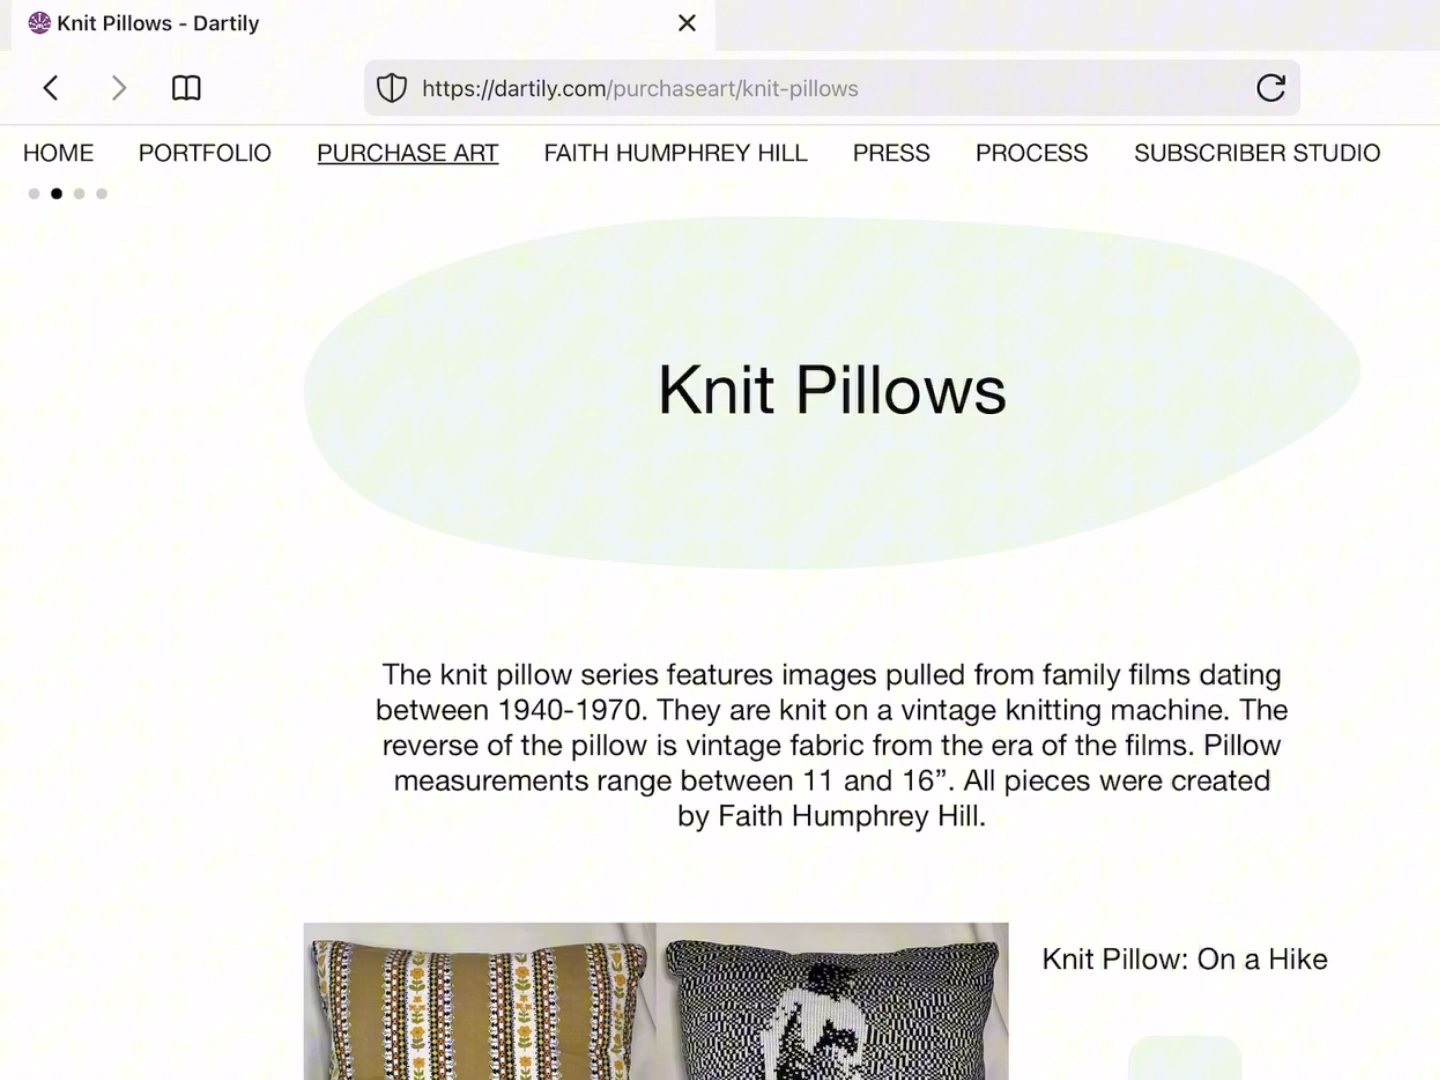 Knit Pillows - Dartily
https://dartily.com/purchaseart/knit-pillows
HOME PORTFOLIO PURCHASE ART FAITH HUMPHREY HILL PRESS PROCESS SUBSCRIBER STUDIO
Knit Pillows
The knit pillow series features images pulled from family films dating
between 1940-1970. They are knit on a vintage knitting machine. The
reverse of the pillow is vintage fabric from the era of the films. Pillow
measurements range between 11 and 16”. All pieces were created
by Faith Humphrey Hill.
Knit Pillow: On a Hike